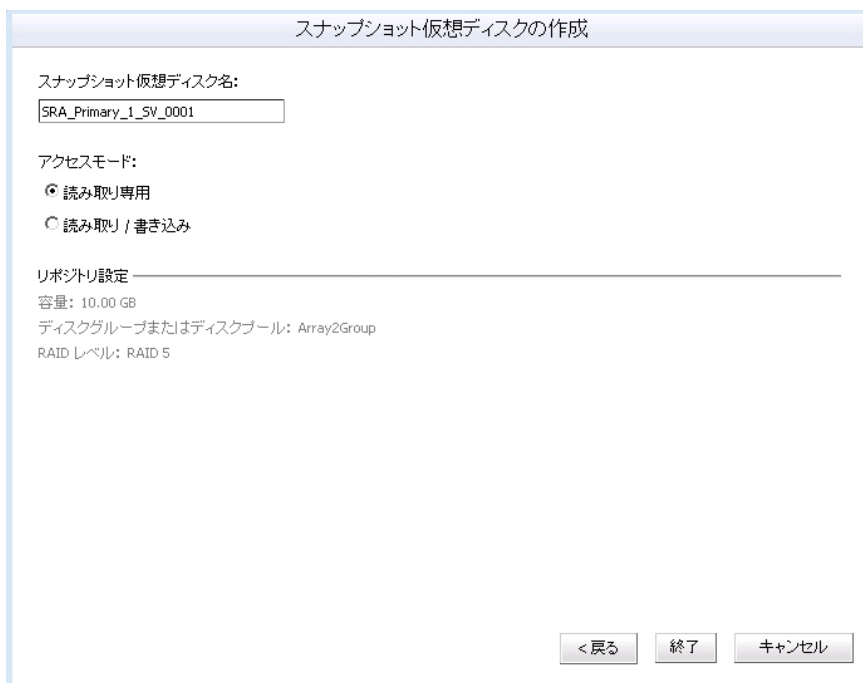 スナップショット仮想ディスクの作成
スナップショット仮想ディスク名:
SRA_Primary_1_SV_0001
アクセスモード:
読み取り専用
読み取り / 書き込み
リポジトリ設定
容量: 10.00 GB
ディスクグループまたはディスクプール: Array2Group
RAID レベル: RAID 5
< 戻る 終了 キャンセル